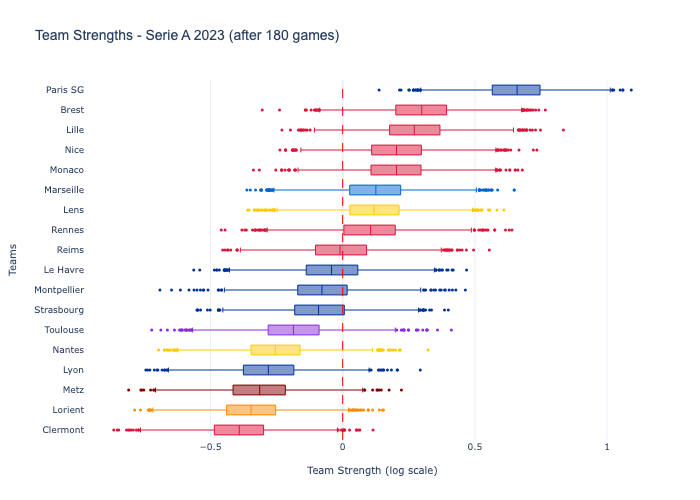 Team Strengths - Serie A 2023 (after 180 games)
Paris SG
Brest
Lille
Nice
Monaco
Marseille
Lens
Rennes
Reims
Le Havre
Montpellier
Strasbourg
Toulouse
Nantes
Lyon
Metz
Lorient
Clermont
Teams
−0.5 0 0.5 1
Team Strength (log scale)